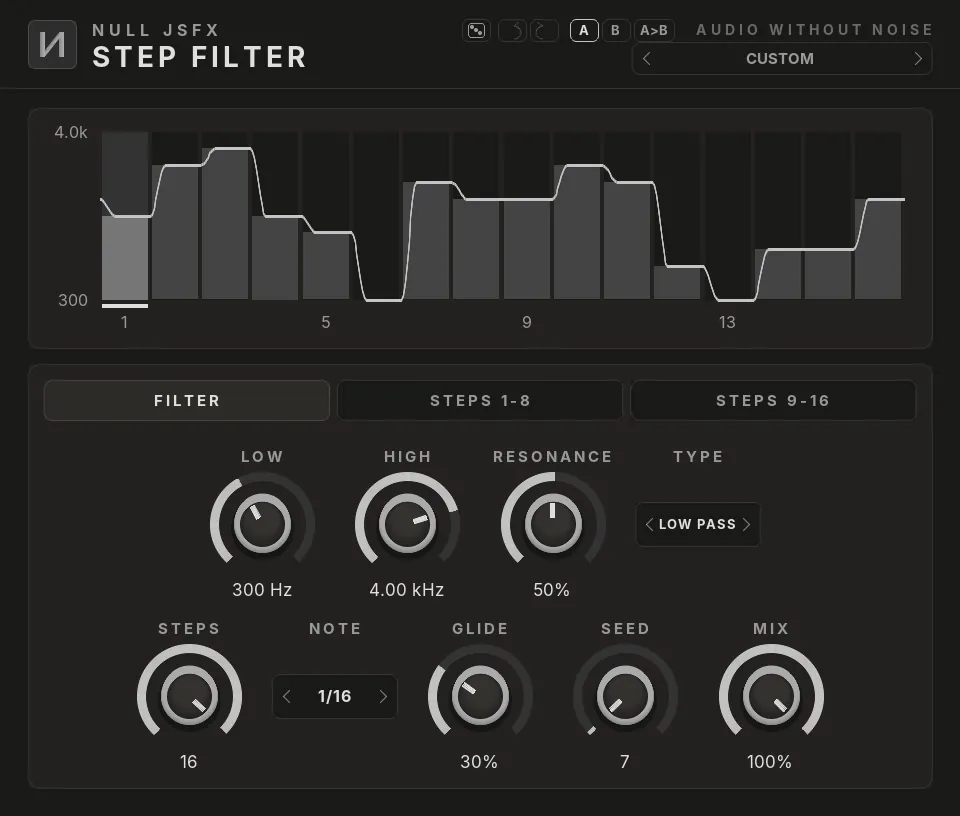 NULL JSFX
STEP FILTER
A B A>B
AUDIO WITHOUT NOISE
CUSTOM
4.0k
300
1 5 9 13
FILTER STEPS 1-8 STEPS 9-16
LOW HIGH RESONANCE TYPE
LOW PASS
300 Hz 4.00 kHz 50%
STEPS NOTE GLIDE SEED MIX
1/16
16 30% 7 100%